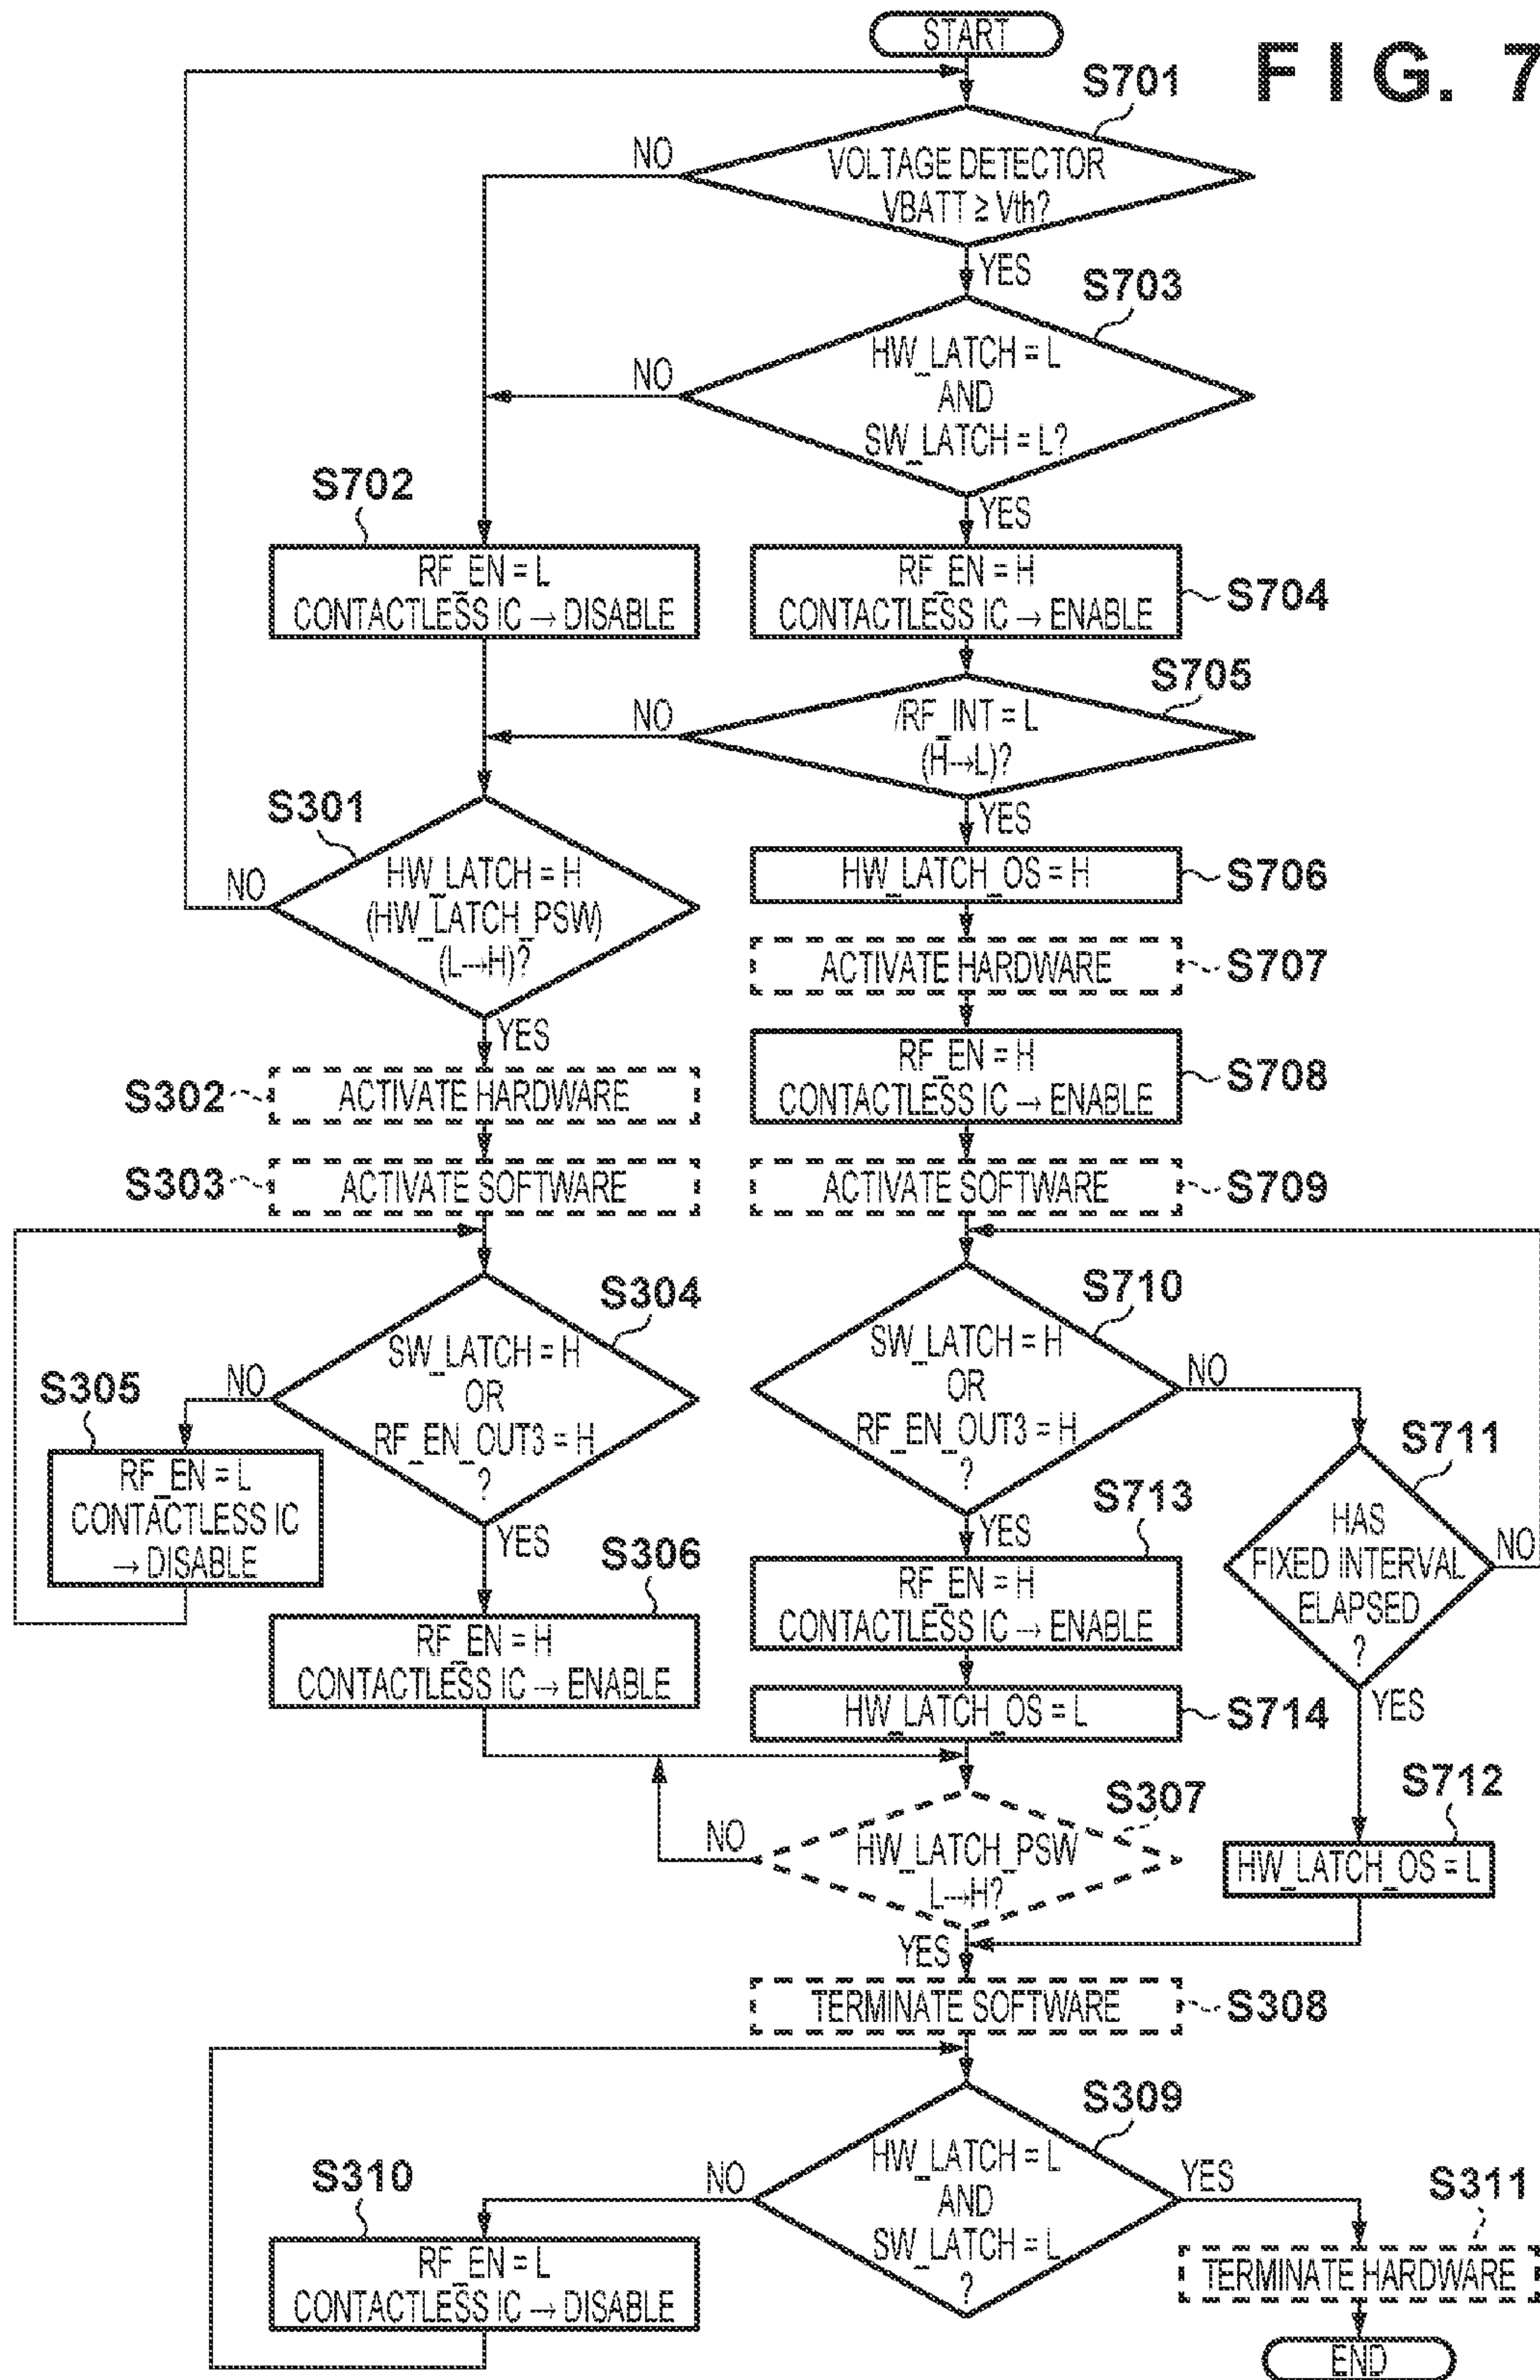 START
FIG. 7
S701
VOLTAGE DETECTOR
VBATT ≥ Vth?
NO
YES
S703
HW_LATCH = L
AND
SW_LATCH = L?
NO
YES
S702
RF_EN = L
CONTACTLESS IC → DISABLE
RF_EN = H
CONTACTLESS IC → ENABLE
S704
S705
/RF_INT = L
(H→L)?
NO
YES
S301
HW_LATCH = H
(HW_LATCH_PSW)
(L→H)?
NO
YES
HW_LATCH_OS = H
S706
ACTIVATE HARDWARE
S707
RF_EN = H
CONTACTLESS IC → ENABLE
S708
S302
ACTIVATE HARDWARE
S303
ACTIVATE SOFTWARE
ACTIVATE SOFTWARE
S709
S304
SW_LATCH = H
OR
RF_EN_OUT3 = H
?
NO
YES
S305
RF_EN = L
CONTACTLESS IC
→ DISABLE
S306
RF_EN = H
CONTACTLESS IC → ENABLE
S710
SW_LATCH = H
OR
RF_EN_OUT3 = H
?
NO
YES
S711
HAS
FIXED INTERVAL
ELAPSED
?
NO
YES
S713
RF_EN = H
CONTACTLESS IC → ENABLE
HW_LATCH_OS = L
S714
S712
HW_LATCH_OS = L
S307
HW_LATCH_PSW
L→H?
NO
YES
TERMINATE SOFTWARE
S308
S309
HW_LATCH = L
AND
SW_LATCH = L
?
NO
YES
S310
RF_EN = L
CONTACTLESS IC → DISABLE
S311
TERMINATE HARDWARE
END